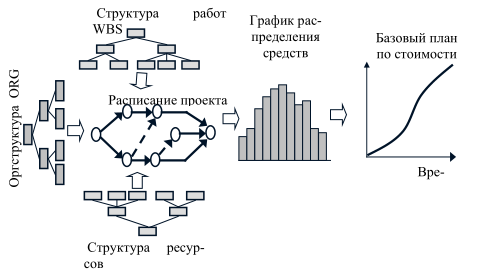 Структура работ
WBS
График рас-
пределения
средств
Базовый план
по стоимости
Оргструктура ORG
Расписание проекта
Вре-
Структура ресур-
сов